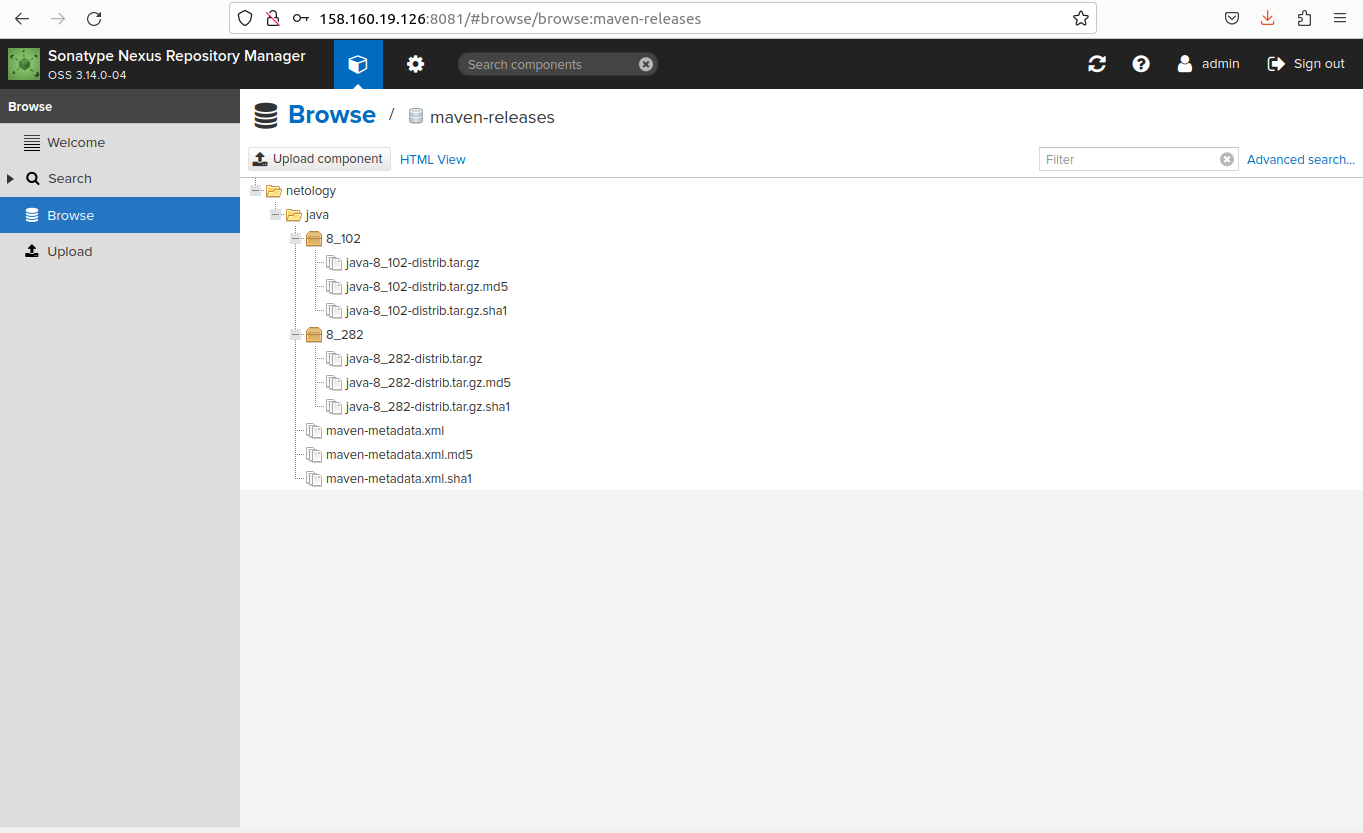 158.160.19.126:8081/#browse/browse:maven-releases
Sonatype Nexus Repository Manager
OSS 3.14.0-04
Search components
admin
Sign out
Browse
Welcome
Search
Browse
Upload
Browse / maven-releases
Upload component
HTML View
Filter
Advanced search...
netology
java
8_102
java-8_102-distrib.tar.gz
java-8_102-distrib.tar.gz.md5
java-8_102-distrib.tar.gz.sha1
8_282
java-8_282-distrib.tar.gz
java-8_282-distrib.tar.gz.md5
java-8_282-distrib.tar.gz.sha1
maven-metadata.xml
maven-metadata.xml.md5
maven-metadata.xml.sha1